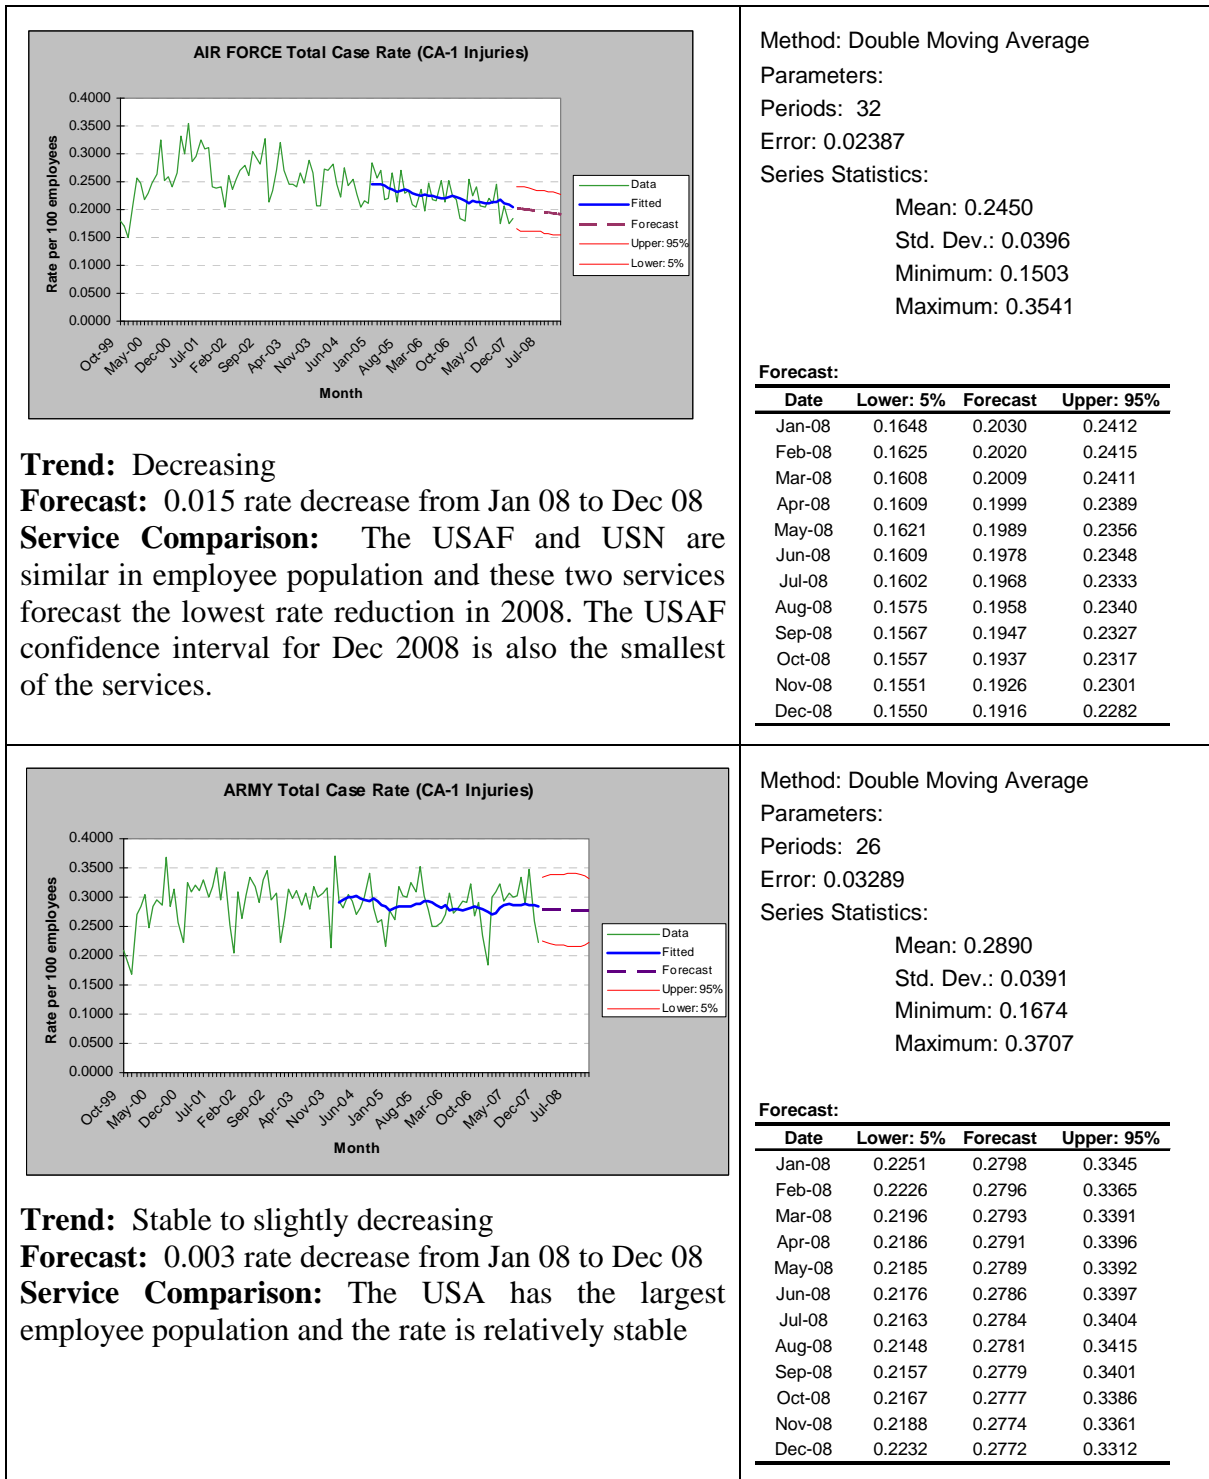 AIR FORCE Total Case Rate (CA-1 Injuries)
0.4000
0.3500
0.3000
0.2500
0.2000
0.1500
0.1000
0.0500
0.0000
Rate per 100 employees
Oct-99 May-00 Dec-00 Jul-01 Feb-02 Sep-02 Apr-03 Nov-03 Jun-04 Jan-05 Aug-05 Mar-06 Oct-06 May-07 Dec-07 Jul-08
Month
Data
Fitted
Forecast
Upper: 95%
Lower: 5%
Trend: Decreasing
Forecast: 0.015 rate decrease from Jan 08 to Dec 08
Service Comparison: The USAF and USN are
similar in employee population and these two services
forecast the lowest rate reduction in 2008. The USAF
confidence interval for Dec 2008 is also the smallest
of the services.
Method: Double Moving Average
Parameters:
Periods: 32
Error: 0.02387
Series Statistics:
Mean: 0.2450
Std. Dev.: 0.0396
Minimum: 0.1503
Maximum: 0.3541
Forecast:
Date Lower: 5% Forecast Upper: 95%
Jan-08 0.1648 0.2030 0.2412
Feb-08 0.1625 0.2020 0.2415
Mar-08 0.1608 0.2009 0.2411
Apr-08 0.1609 0.1999 0.2389
May-08 0.1621 0.1989 0.2356
Jun-08 0.1609 0.1978 0.2348
Jul-08 0.1602 0.1968 0.2333
Aug-08 0.1575 0.1958 0.2340
Sep-08 0.1567 0.1947 0.2327
Oct-08 0.1557 0.1937 0.2317
Nov-08 0.1551 0.1926 0.2301
Dec-08 0.1550 0.1916 0.2282
ARMY Total Case Rate (CA-1 Injuries)
0.4000
0.3500
0.3000
0.2500
0.2000
0.1500
0.1000
0.0500
0.0000
Rate per 100 employees
Oct-99 May-00 Dec-00 Jul-01 Feb-02 Sep-02 Apr-03 Nov-03 Jun-04 Jan-05 Aug-05 Mar-06 Oct-06 May-07 Dec-07 Jul-08
Month
Data
Fitted
Forecast
Upper: 95%
Lower: 5%
Trend: Stable to slightly decreasing
Forecast: 0.003 rate decrease from Jan 08 to Dec 08
Service Comparison: The USA has the largest
employee population and the rate is relatively stable
Method: Double Moving Average
Parameters:
Periods: 26
Error: 0.03289
Series Statistics:
Mean: 0.2890
Std. Dev.: 0.0391
Minimum: 0.1674
Maximum: 0.3707
Forecast:
Date Lower: 5% Forecast Upper: 95%
Jan-08 0.2251 0.2798 0.3345
Feb-08 0.2226 0.2796 0.3365
Mar-08 0.2196 0.2793 0.3391
Apr-08 0.2186 0.2791 0.3396
May-08 0.2185 0.2789 0.3392
Jun-08 0.2176 0.2786 0.3397
Jul-08 0.2163 0.2784 0.3404
Aug-08 0.2148 0.2781 0.3415
Sep-08 0.2157 0.2779 0.3401
Oct-08 0.2167 0.2777 0.3386
Nov-08 0.2188 0.2774 0.3361
Dec-08 0.2232 0.2772 0.3312